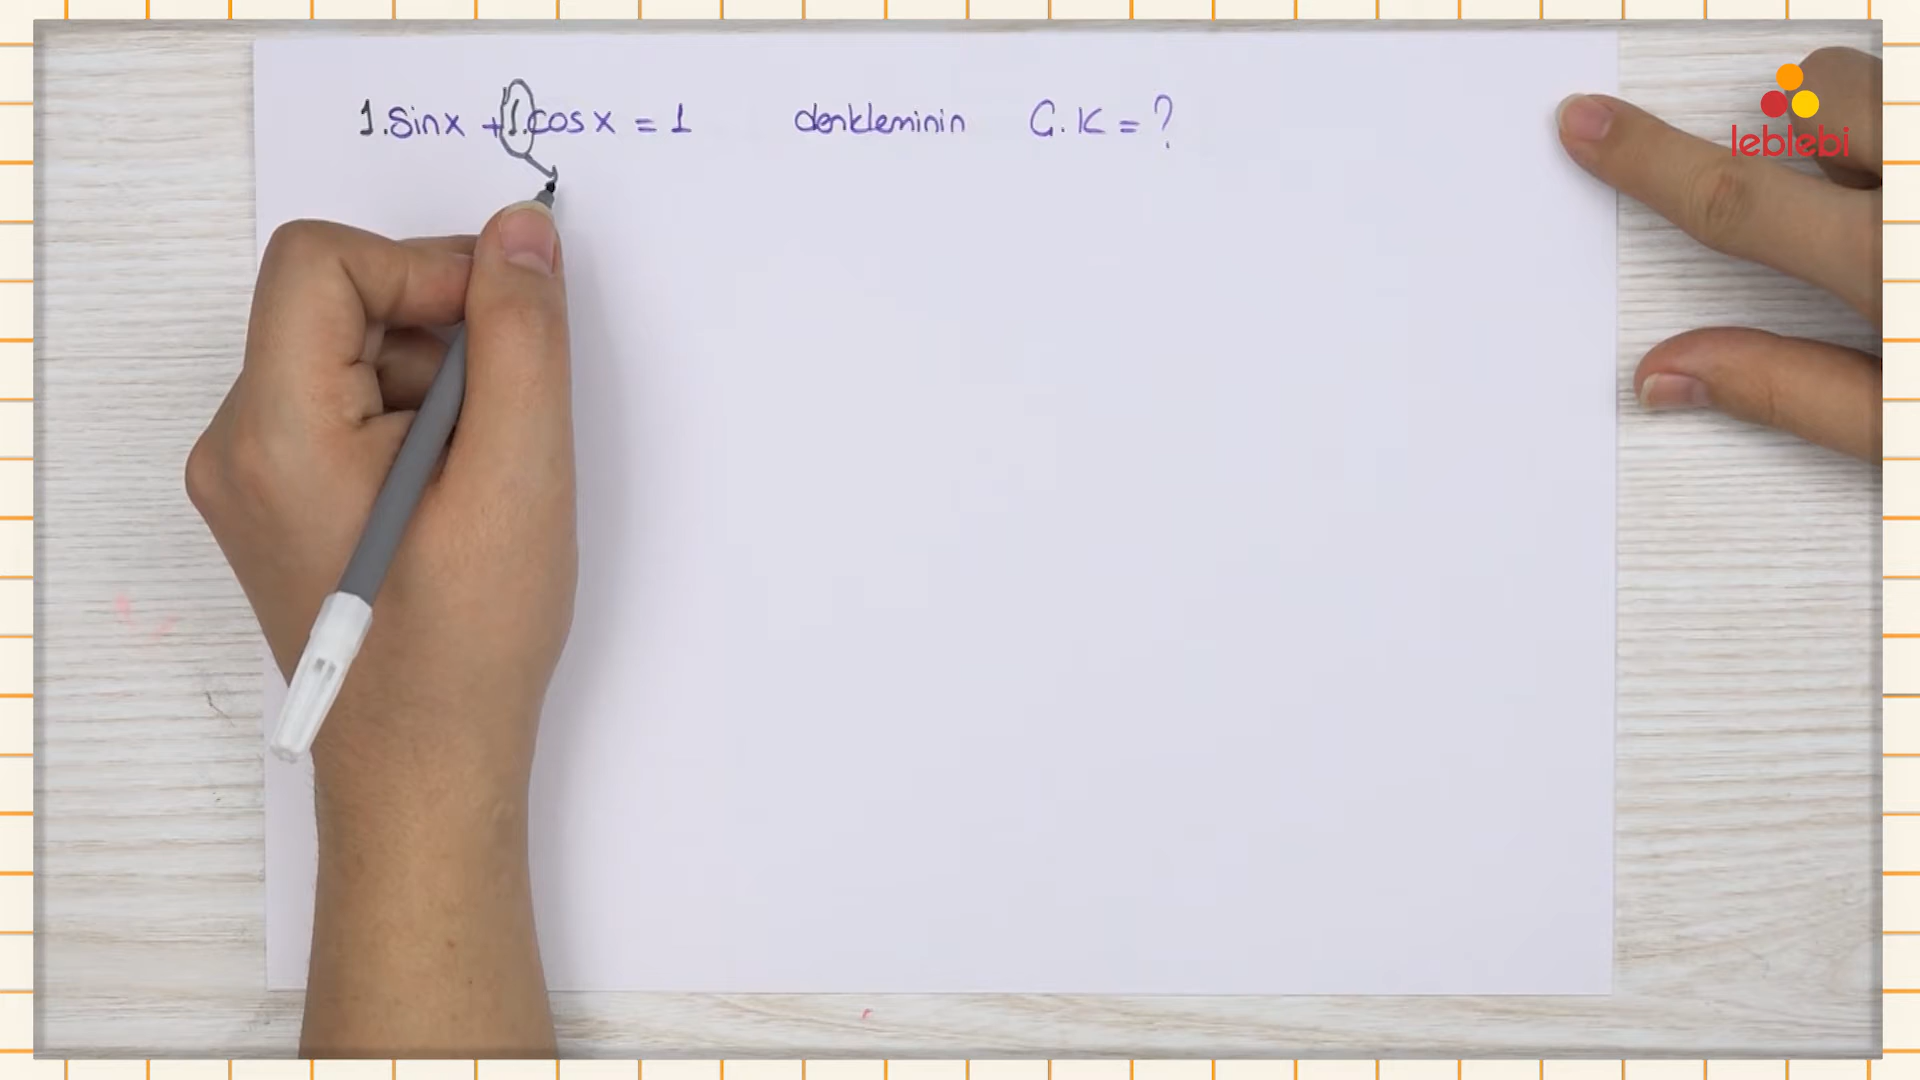 1.sinx + 1.cosx = 1 denkleminin Ç.K = ?
leblebi